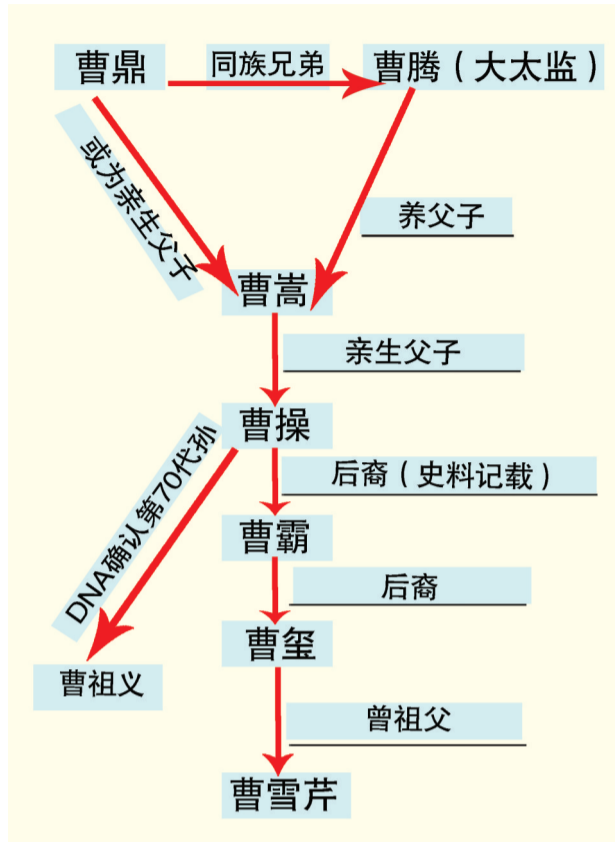 曹鼎
同族兄弟
曹腾（大太监）
或为亲生父子
养父子
曹嵩
亲生父子
曹操
后裔（史料记载）
DNA确认第70代孙
曹霸
后裔
曹玺
曹祖义
曾祖父
曹雪芹